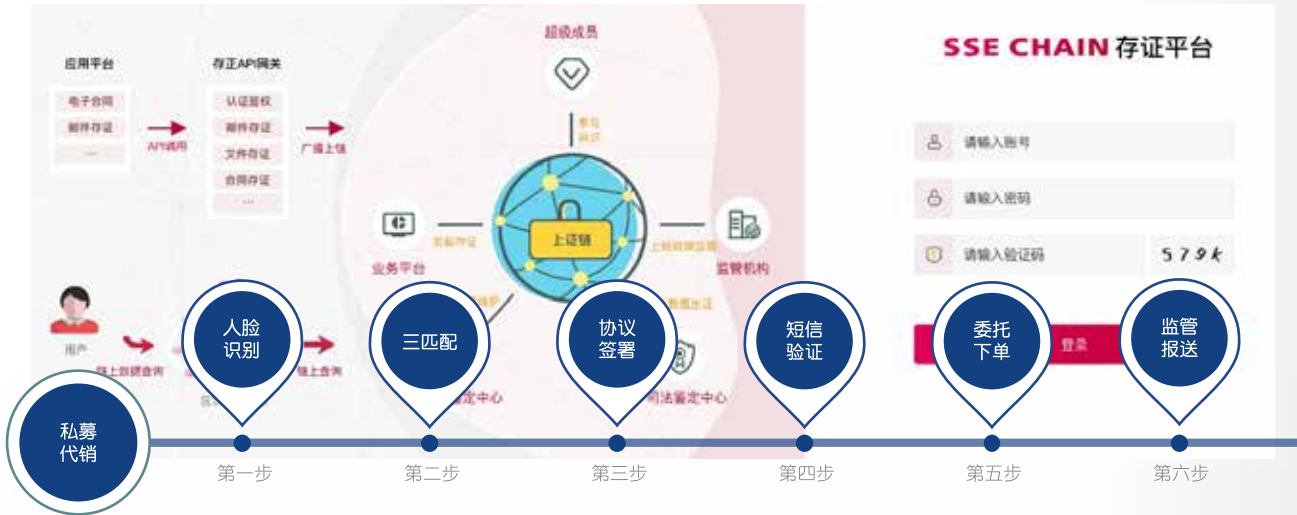 超级成员
SSE CHAIN 存证平台
应用平台
存证API网关
电子合同
邮件存证
...
API调用
认证鉴权
邮件存证
文件存证
合同存证
...
广播上链
请输入账号
请输入密码
请输入验证码
579k
登录
上证链
业务平台
监管机构
用户
链上数据查询
链上查询
定中心
司法鉴定中心
私募
代销
人脸
识别
三匹配
协议
签署
短信
验证
委托
下单
监管
报送
第一步
第二步
第三步
第四步
第五步
第六步